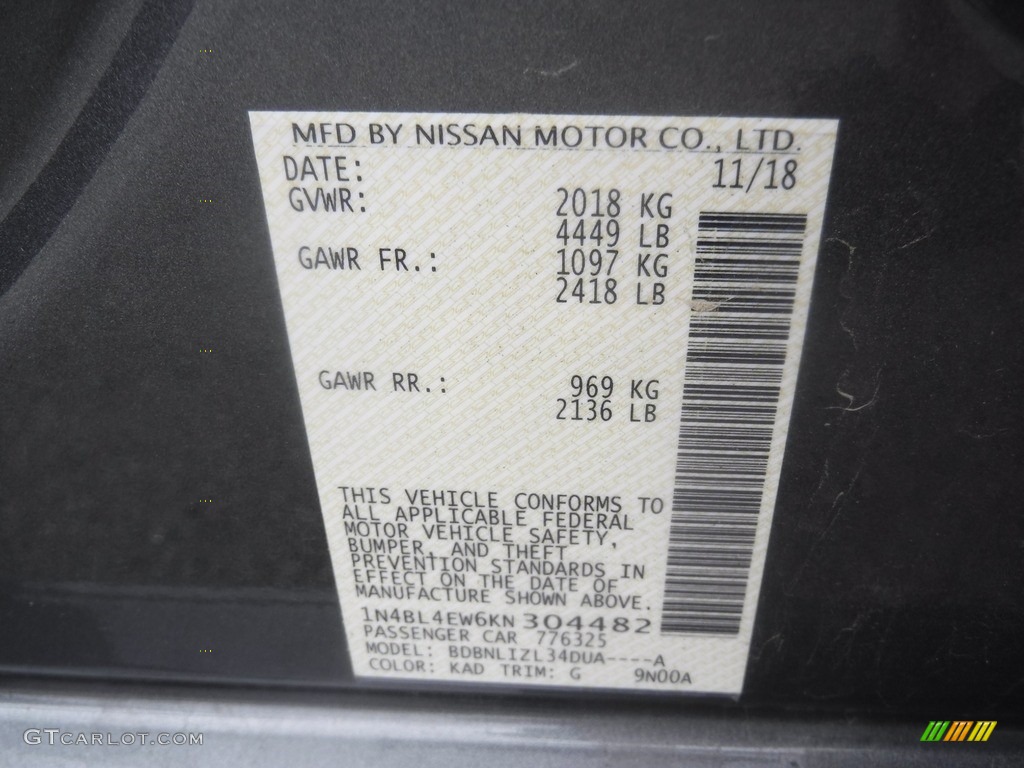 MFD BY NISSAN MOTOR CO., LTD.
DATE: 11/18
GVWR: 2018 KG
4449 LB
GAWR FR.: 1097 KG
2418 LB
GAWR RR.: 969 KG
2136 LB
THIS VEHICLE CONFORMS TO
ALL APPLICABLE FEDERAL
MOTOR VEHICLE SAFETY,
BUMPER, AND THEFT
PREVENTION STANDARDS IN
EFFECT ON THE DATE OF
MANUFACTURE SHOWN ABOVE.
1N4BL4EW6KN304482
PASSENGER CAR 776325
MODEL: BDBNLIZL34DUA----A
COLOR: KAD TRIM: G 9N00A
GTCARLOT.COM